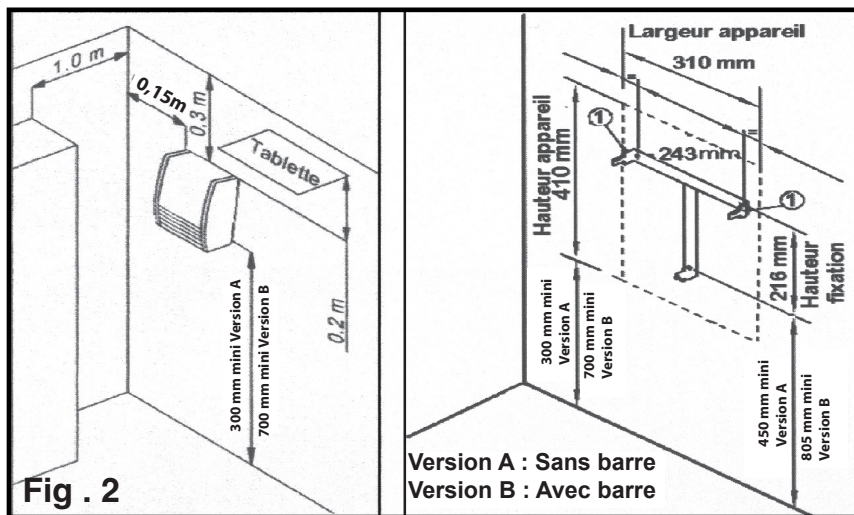 1.0 m
0,15m
0,3 m
Tablette
0.2 m
300 mm mini Version A
700 mm mini Version B
Fig . 2
Largeur appareil
310 mm
=
=
1
243 mm
1
Hauteur appareil
410 mm
216 mm
Hauteur
fixation
300 mm mini
Version A
700 mm mini
Version B
450 mm mini
Version A
805 mm mini
Version B
Version A : Sans barre
Version B : Avec barre